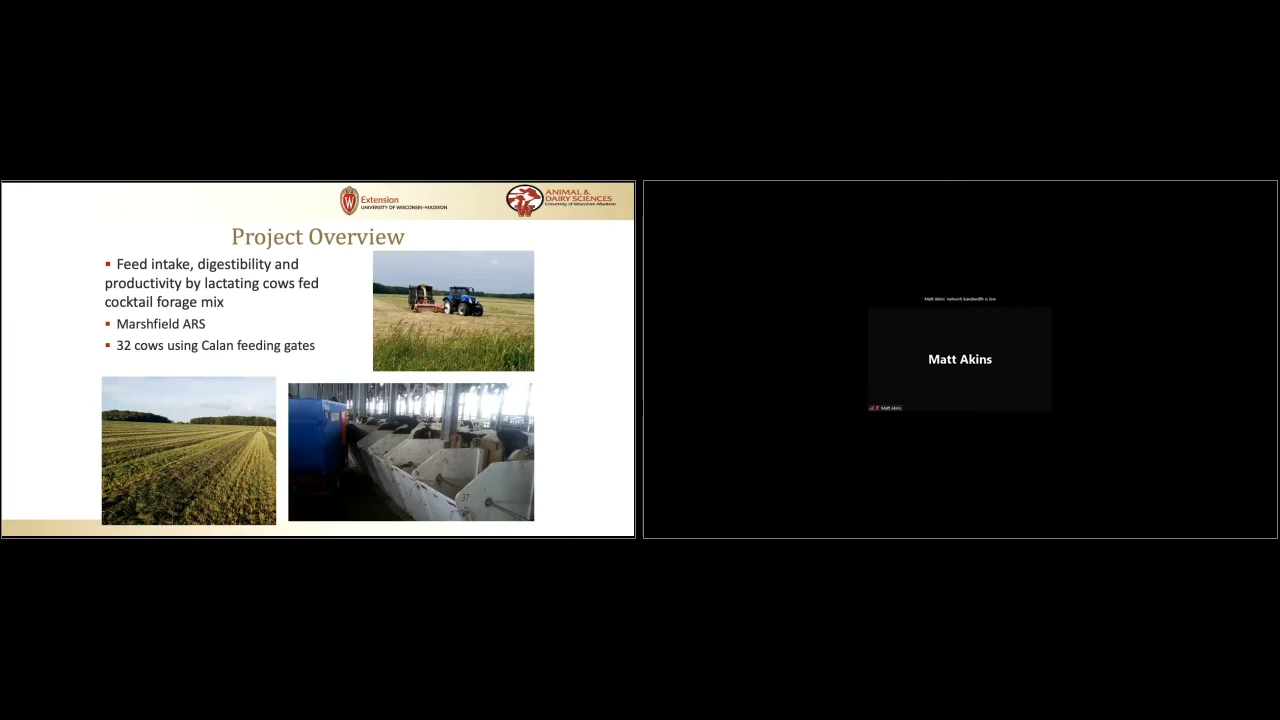 Extension
UNIVERSITY OF WISCONSIN–MADISON
ANIMAL &
DAIRY SCIENCES
University of Wisconsin-Madison
Project Overview
Feed intake, digestibility and
productivity by lactating cows fed
cocktail forage mix
Marshfield ARS
32 cows using Calan feeding gates
37
Matt Akins' network bandwidth is low
Matt Akins
Matt Akins